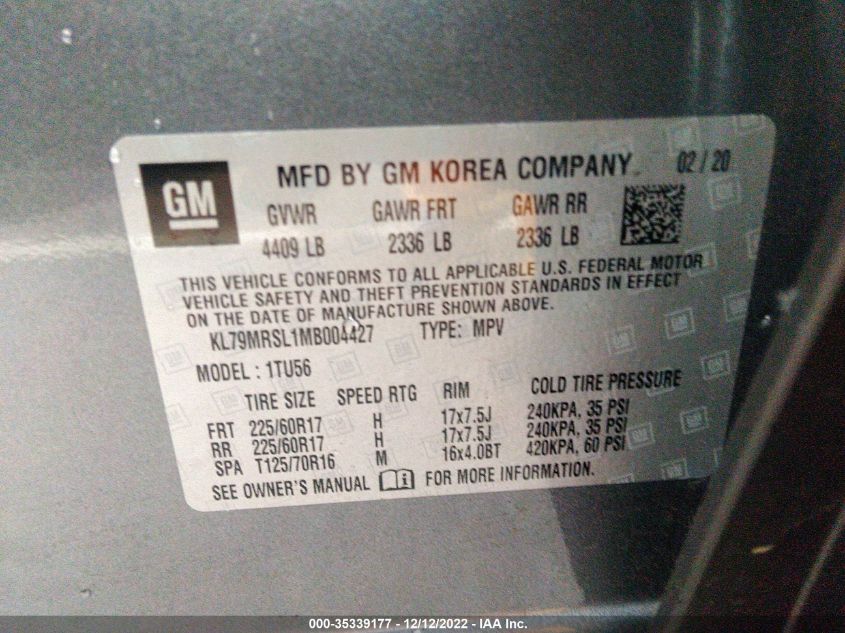 GM
MFD BY GM KOREA COMPANY 02 / 20
GVWR GAWR FRT GAWR RR
4409 LB 2336 LB 2336 LB
THIS VEHICLE CONFORMS TO ALL APPLICABLE U.S. FEDERAL MOTOR
VEHICLE SAFETY AND THEFT PREVENTION STANDARDS IN EFFECT
ON THE DATE OF MANUFACTURE SHOWN ABOVE.
KL79MRSL1MB004427 TYPE: MPV
MODEL : 1TU56
TIRE SIZE SPEED RTG RIM COLD TIRE PRESSURE
FRT 225/60R17 H 17x7.5J 240KPA, 35 PSI
RR 225/60R17 H 17x7.5J 240KPA, 35 PSI
SPA T125/70R16 M 16x4.0BT 420KPA, 60 PSI
SEE OWNER'S MANUAL FOR MORE INFORMATION.
000-35339177 - 12/12/2022 - IAA Inc.